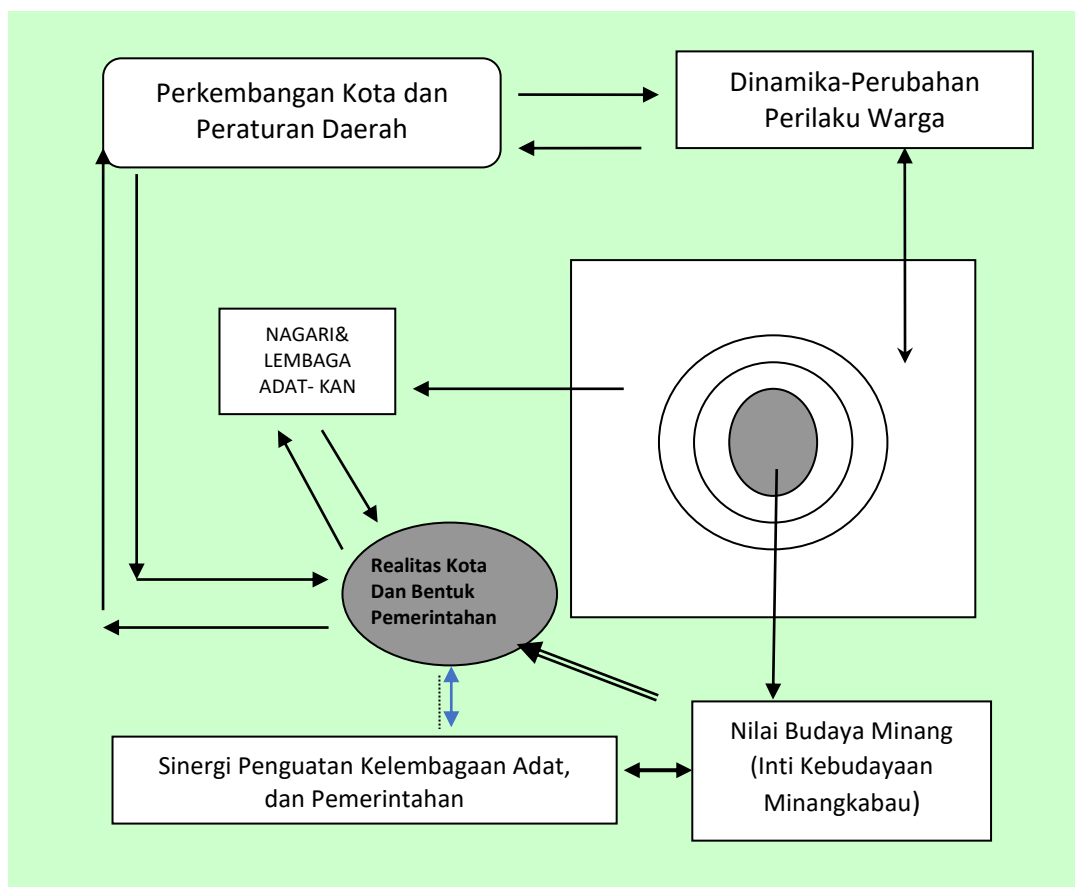 Perkembangan Kota dan
Peraturan Daerah
Dinamika-Perubahan
Perilaku Warga
NAGARI&
LEMBAGA
ADAT- KAN
Realitas Kota
Dan Bentuk
Pemerintahan
Sinergi Penguatan Kelembagaan Adat,
dan Pemerintahan
Nilai Budaya Minang
(Inti Kebudayaan
Minangkabau)